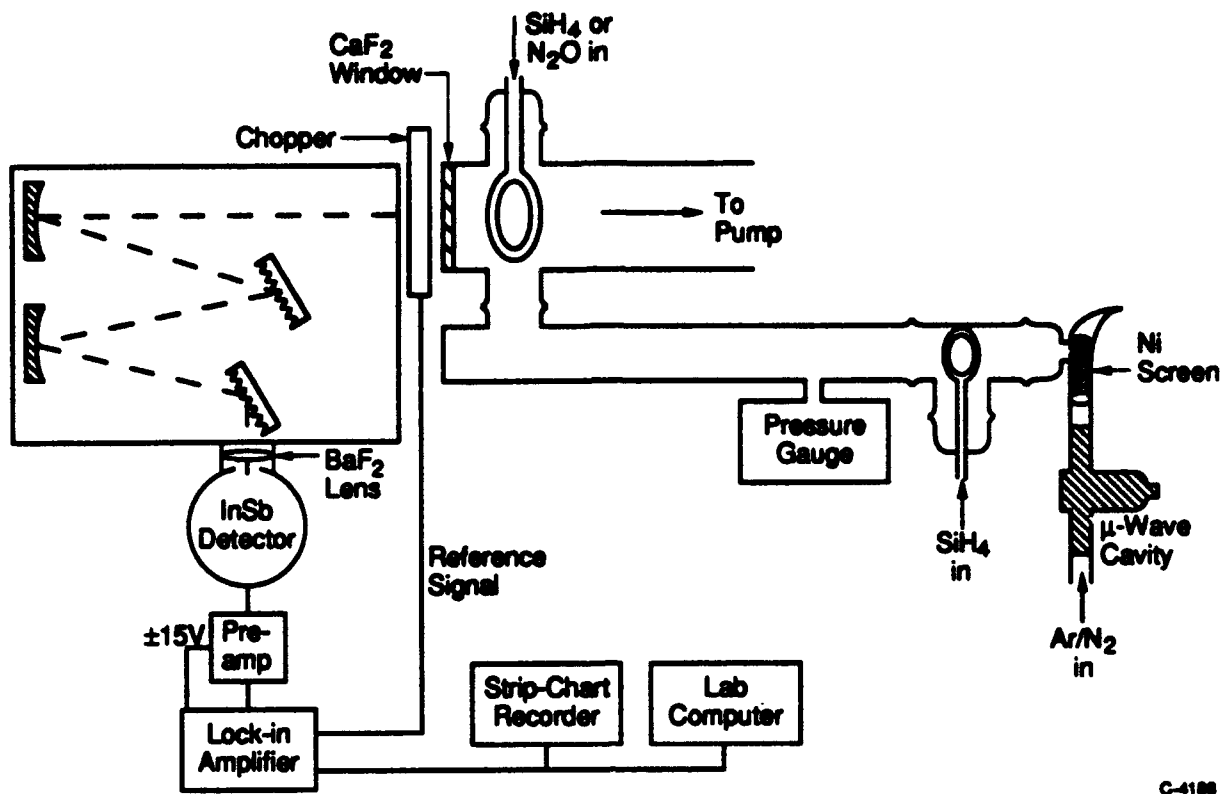 SiH4 or
N2O in
CaF2
Window
Chopper
To
Pump
Ni
Screen
Pressure
Gauge
BaF2
Lens
InSb
Detector
μ-Wave
Cavity
SiH4
in
Reference
Signal
±15V
Pre-
amp
Ar/N2
in
Strip-Chart
Recorder
Lab
Computer
Lock-in
Amplifier
C-4188